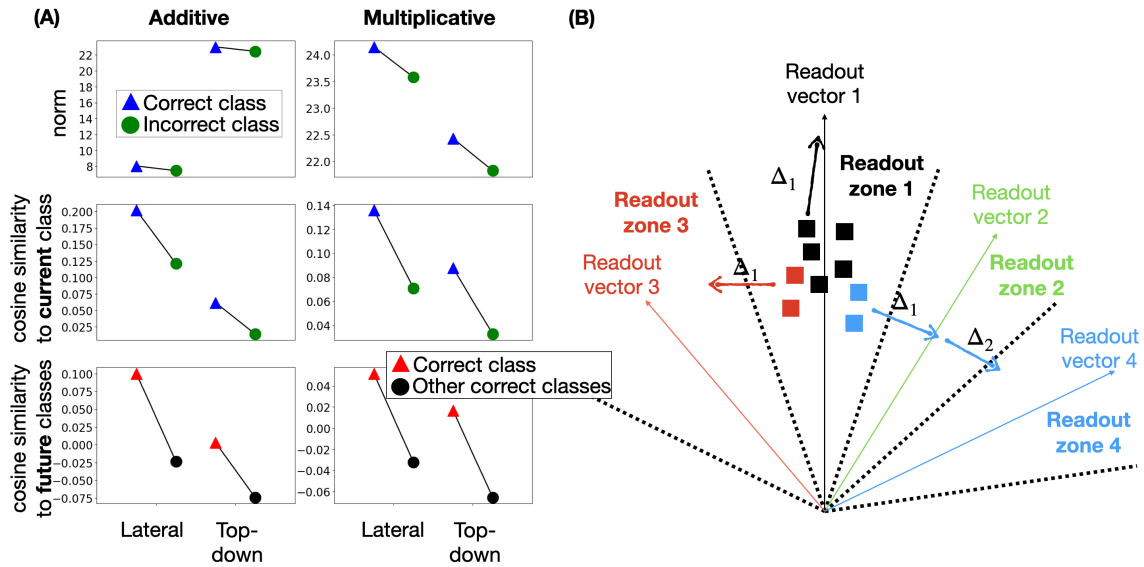 (A)
Additive
Multiplicative
(B)
norm
22
20
18
16
14
12
10
8
Correct class
Incorrect class
24.0
23.5
23.0
22.5
22.0
cosine similarity
to current class
0.200
0.175
0.150
0.125
0.100
0.075
0.050
0.025
0.14
0.12
0.10
0.08
0.06
0.04
cosine similarity
to future classes
0.100
0.075
0.050
0.025
0.000
−0.025
−0.050
−0.075
0.04
0.02
0.00
−0.02
−0.04
−0.06
Correct class
Other correct classes
Lateral
Top-
down
Lateral
Top-
down
Readout
vector 1
Δ1
Readout
zone 1
Readout
zone 3
Readout
vector 2
Readout
vector 3
Δ1
Readout
zone 2
Δ1
Δ2
Readout
vector 4
Readout
zone 4